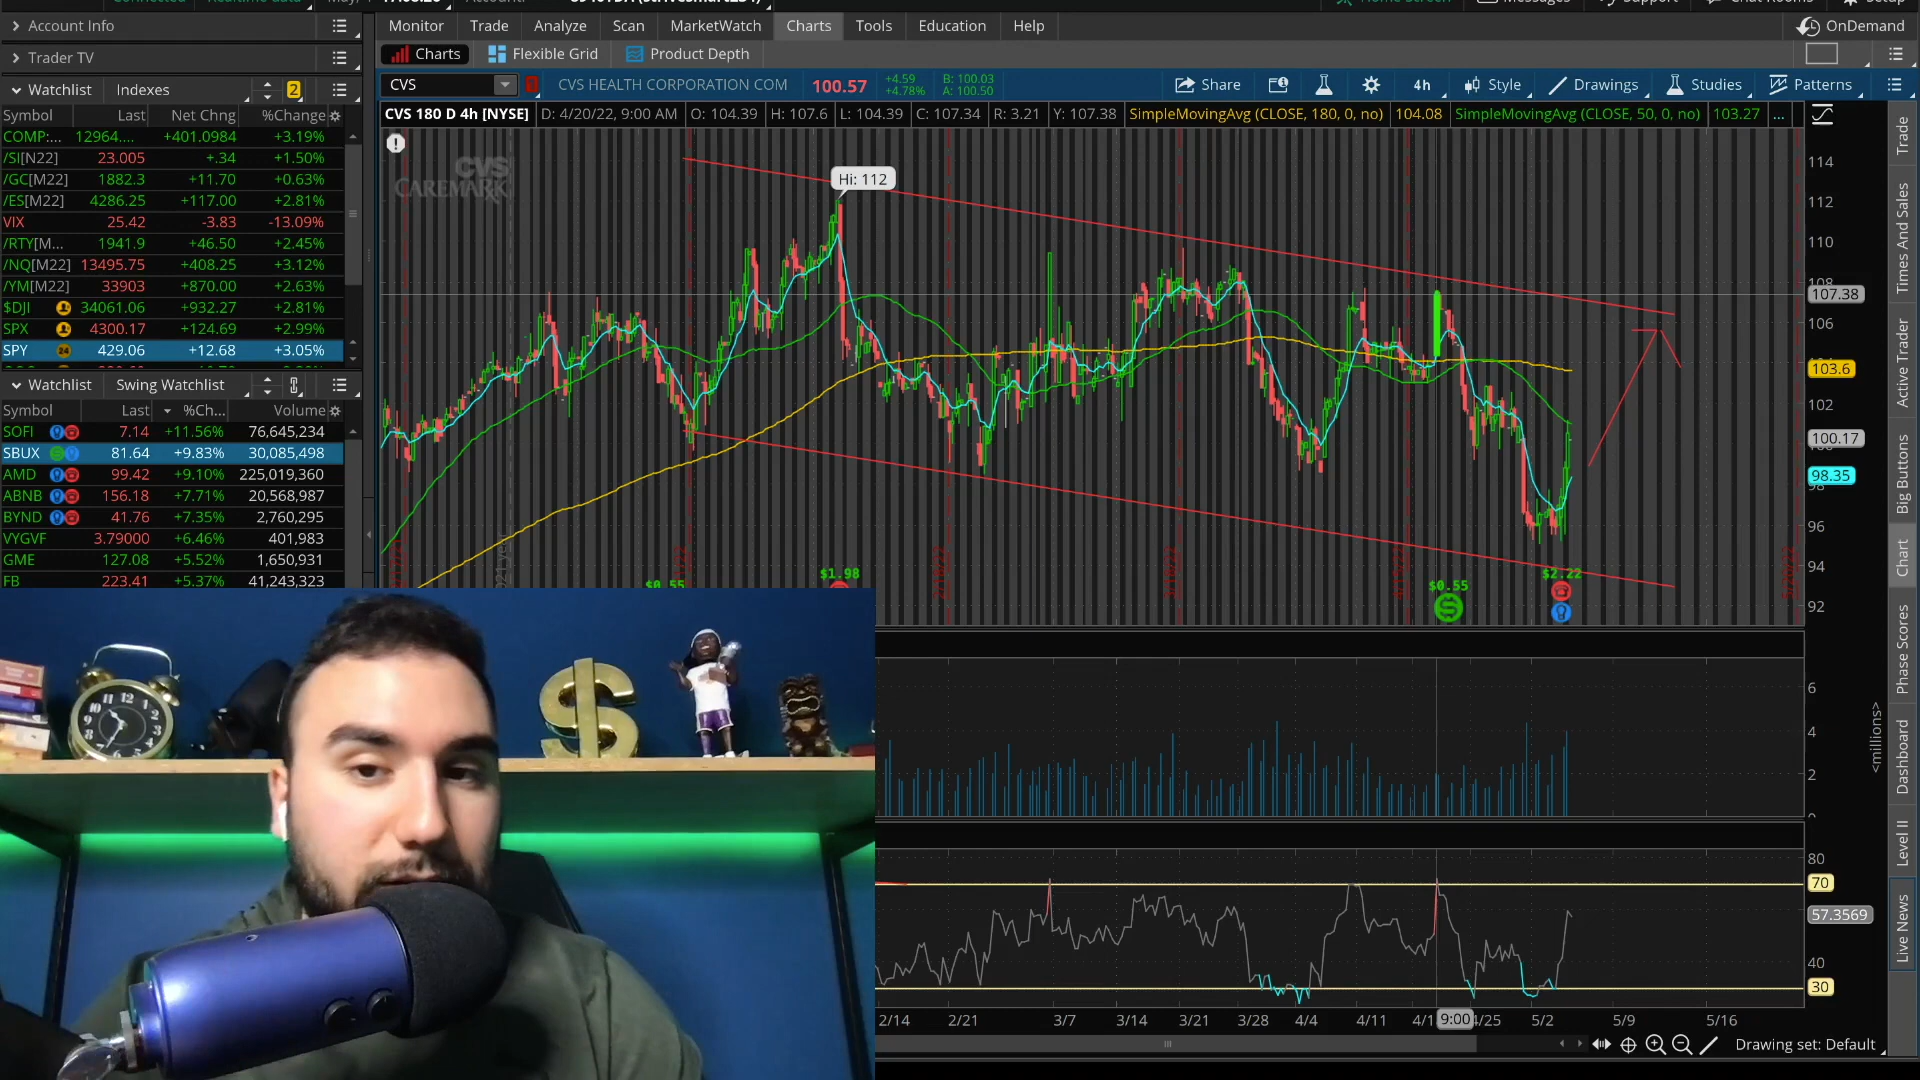 Account Info
Trader TV
Watchlist Indexes 2
Symbol Last Net Chng %Change
COMP:... 12964.... +401.0984 +3.19%
/SI[N22] 23.005 +.34 +1.50%
/GC[M22] 1882.3 +11.70 +0.63%
/ES[M22] 4286.25 +117.00 +2.81%
VIX 25.42 -3.83 -13.09%
/RTY[M... 1941.9 +46.50 +2.45%
/NQ[M22] 13495.75 +408.25 +3.12%
/YM[M22] 33903 +870.00 +2.63%
$DJI 34061.06 +932.27 +2.81%
SPX 4300.17 +124.69 +2.99%
SPY 24 429.06 +12.68 +3.05%
Watchlist Swing Watchlist
Symbol Last %Ch... Volume
SOFI 7.14 +11.56% 76,645,234
SBUX 81.64 +9.83% 30,085,498
AMD 99.42 +9.10% 225,019,360
ABNB 156.18 +7.71% 20,568,987
BYND 41.76 +7.35% 2,760,295
VYGVF 3.79000 +6.46% 401,983
GME 127.08 +5.52% 1,650,931
FB 223.41 +5.37% 41,243,323
Monitor Trade Analyze Scan MarketWatch Charts Tools Education Help
OnDemand
Charts Flexible Grid Product Depth
CVS CVS HEALTH CORPORATION COM 100.57 +4.59 +4.78% B: 100.03 A: 100.50
Share 4h Style Drawings Studies Patterns
CVS 180 D 4h [NYSE] D: 4/20/22, 9:00 AM O: 104.39 H: 107.6 L: 104.39 C: 107.34 R: 3.21 Y: 107.38 SimpleMovingAvg (CLOSE, 180, 0, no) 104.08 SimpleMovingAvg (CLOSE, 50, 0, no) 103.27 ...
CVS
CAREMARK
Hi: 112
114
112
110
108
107.38
106
103.6
102
100.17
98.35
98
96
94
92
$0.55 $1.98 $0.55 $2.22
6
4
2
<millions>
80
70
57.3569
40
30
2/14 2/21 3/7 3/14 3/21 3/28 4/4 4/11 4/1 9:00 4/25 5/2 5/9 5/16
Drawing set: Default
Trade
Times And Sales
Active Trader
Big Buttons
Chart
Phase Scores
Dashboard
Level II
Live News